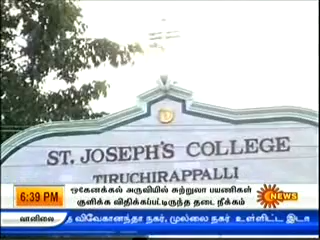 ST. JOSEPH'S COLLEGE
TIRUCHIRAPPALLI
6:39 PM
ஒகேனக்கல் அருவியில் சுற்றுலா பயணிகள்
குளிக்க விதிக்கப்பட்டிருந்த தடை நீக்கம்
NEWS
வானிலை
விவேகானந்தா நகர், முல்லை நகர் உள்ளிட்ட